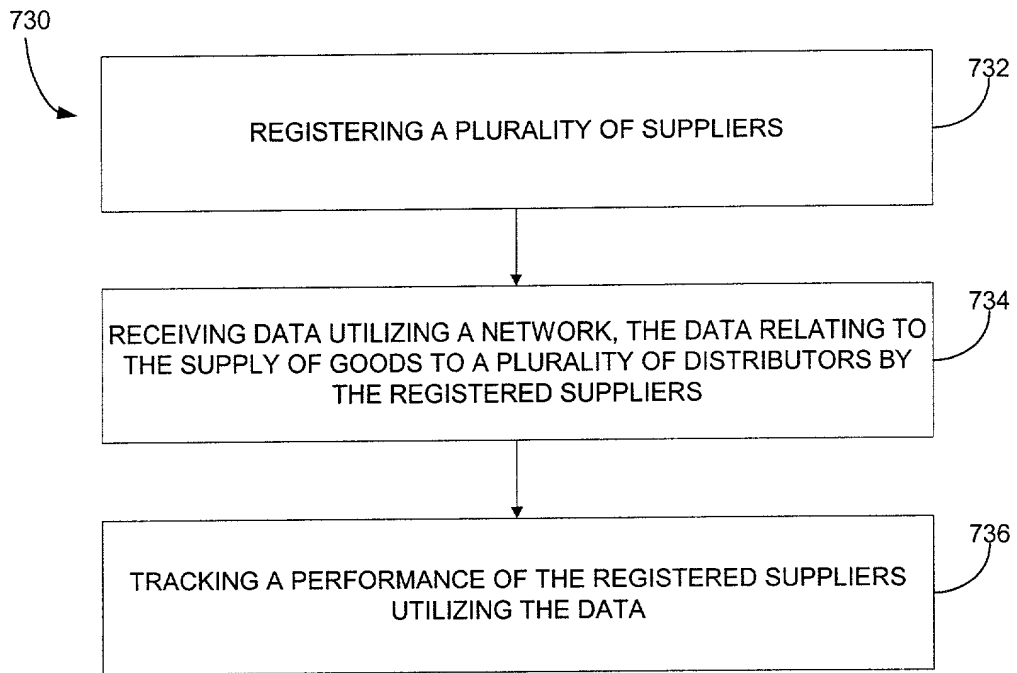 730
732
REGISTERING A PLURALITY OF SUPPLIERS
734
RECEIVING DATA UTILIZING A NETWORK, THE DATA RELATING TO
THE SUPPLY OF GOODS TO A PLURALITY OF DISTRIBUTORS BY
THE REGISTERED SUPPLIERS
736
TRACKING A PERFORMANCE OF THE REGISTERED SUPPLIERS
UTILIZING THE DATA